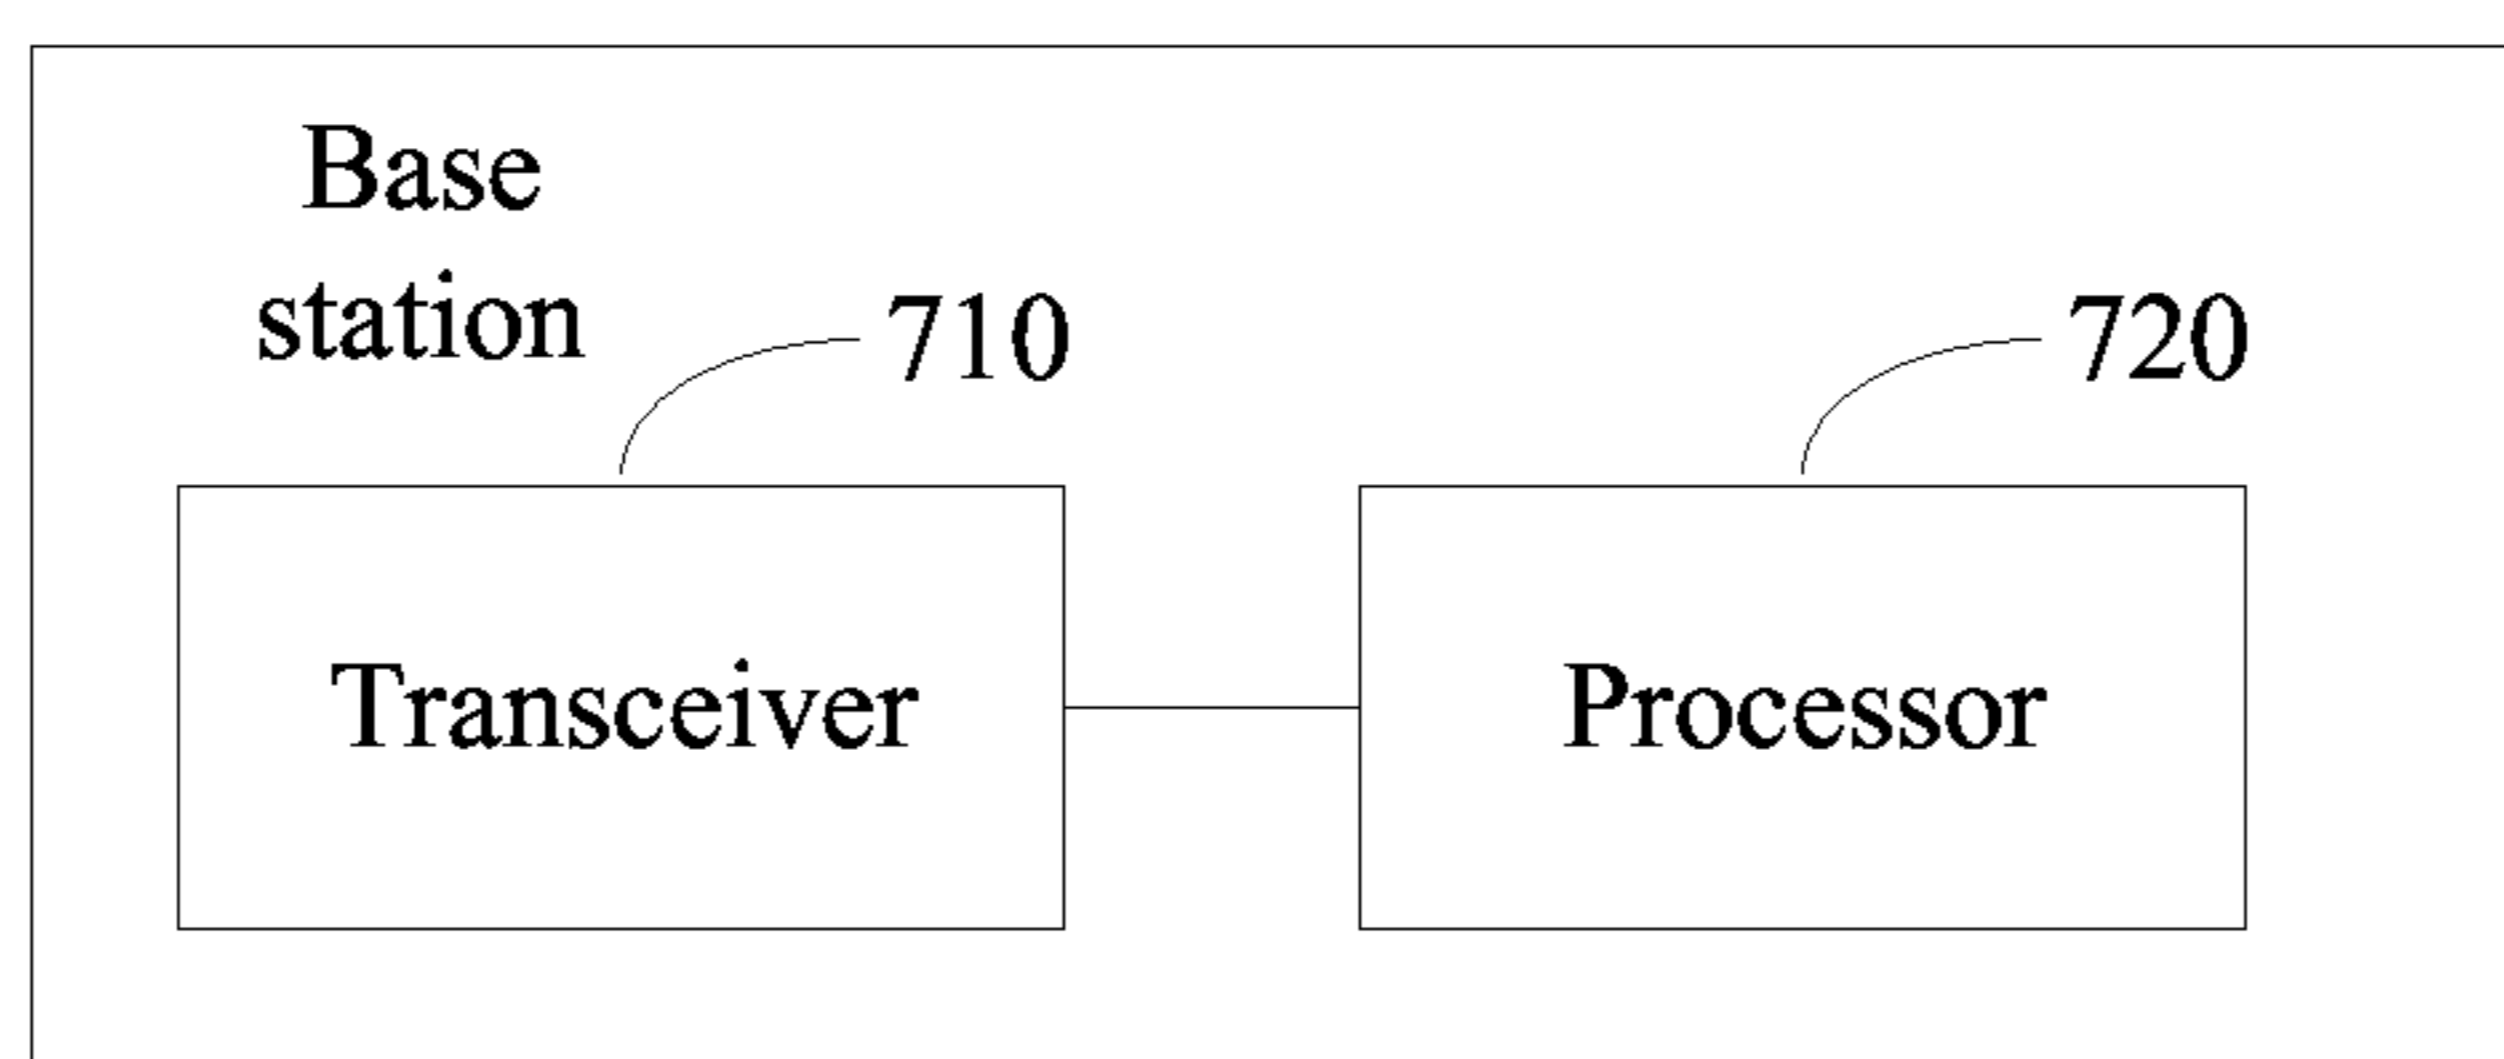 Base
station
710
720
Transceiver
Processor